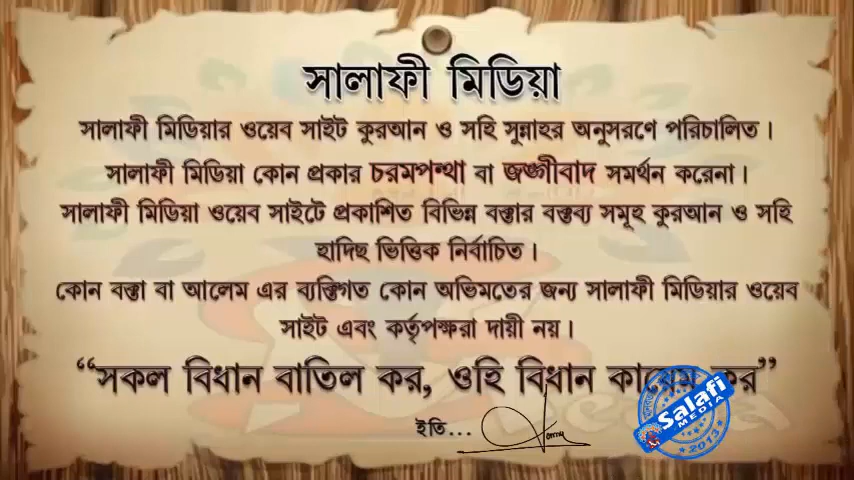 সালাফী মিডিয়া
সালাফী মিডিয়ার ওয়েব সাইট কুরআন ও সহি সুন্নাহর অনুসরণে পরিচালিত।
সালাফী মিডিয়া কোন প্রকার চরমপন্থা বা জঙ্গীবাদ সমর্থন করেনা।
সালাফী মিডিয়া ওয়েব সাইটে প্রকাশিত বিভিন্ন বক্তার বক্তব্য সমূহ কুরআন ও সহি
হাদিছ ভিত্তিক নির্বাচিত।
কোন বক্তা বা আলেম এর ব্যক্তিগত কোন অভিমতের জন্য সালাফী মিডিয়ার ওয়েব
সাইট এবং কর্তৃপক্ষরা দায়ী নয়।
“সকল বিধান বাতিল কর, ওহি বিধান কায়েম কর”
ইতি...
Salafi
MEDIA
2013